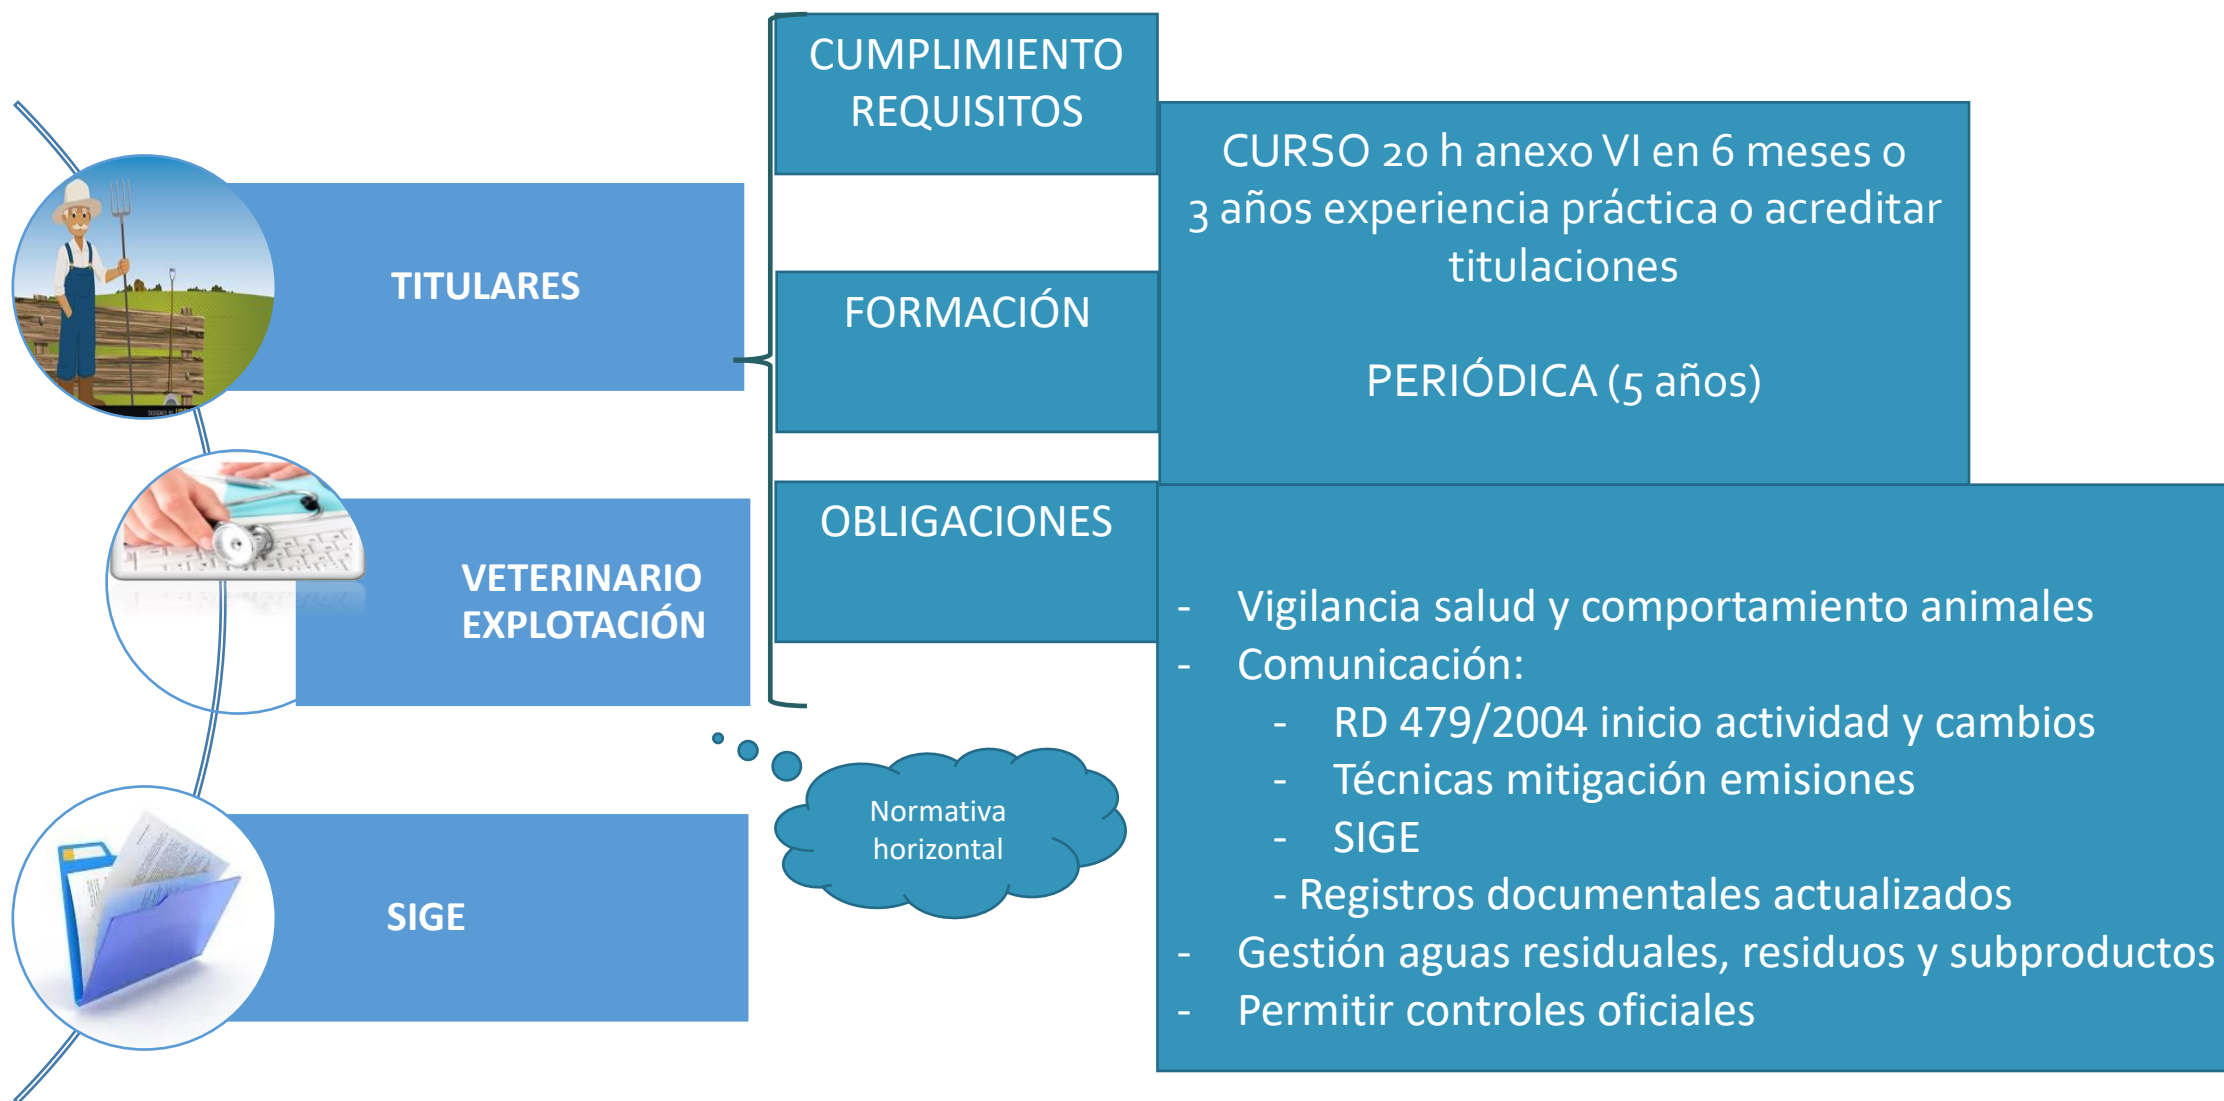 CUMPLIMIENTO
REQUISITOS
CURSO 20 h anexo VI en 6 meses o
3 años experiencia práctica o acreditar
titulaciones
PERIÓDICA (5 años)
TITULARES
FORMACIÓN
OBLIGACIONES
VETERINARIO
EXPLOTACIÓN
- Vigilancia salud y comportamiento animales
- Comunicación:
- RD 479/2004 inicio actividad y cambios
- Técnicas mitigación emisiones
- SIGE
- Registros documentales actualizados
- Gestión aguas residuales, residuos y subproductos
- Permitir controles oficiales
Normativa
horizontal
SIGE